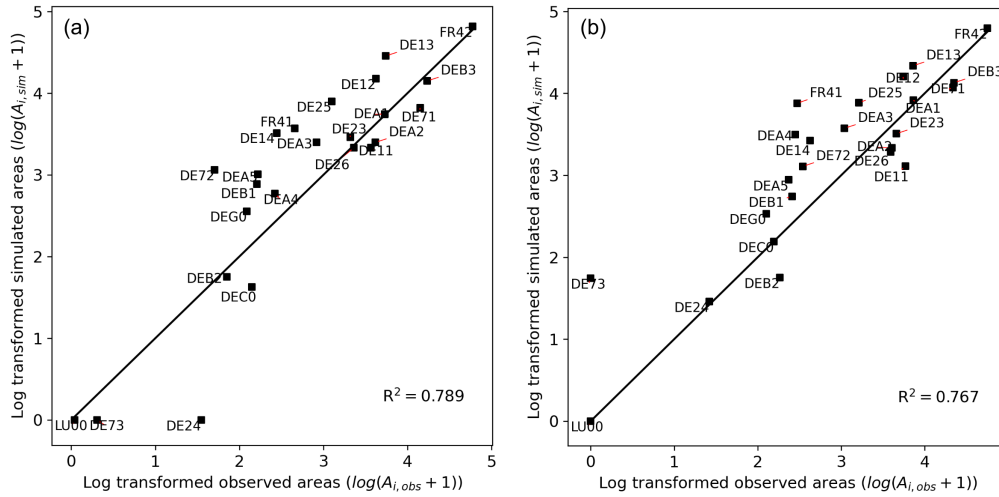 (a)
Log transformed simulated areas (log(A_{i,sim} + 1))
5
4
3
2
1
0
FR42
DE13
DE12
DEB3
DE25
DEA1
DE71
FR41
DE23
DE14
DEA3
DEA2
DE26
DE11
DE72
DEA5
DEB1
DEA4
DEG0
DEB2
DEC0
R² = 0.789
LU00
DE73
DE24
0 1 2 3 4 5
Log transformed observed areas (log(A_{i,obs} + 1))
(b)
Log transformed simulated areas (log(A_{i,sim} + 1))
5
4
3
2
1
0
FR42
DE13
DE12
DEB3
FR41
DE25
DEA1
DEA3
DE23
DEA4
DE14
DEA2
DE72
DE26
DE11
DEA5
DEB1
DEG0
DEC0
DEB2
DE73
DE24
R² = 0.767
LU00
0 1 2 3 4
Log transformed observed areas (log(A_{i,obs} + 1))